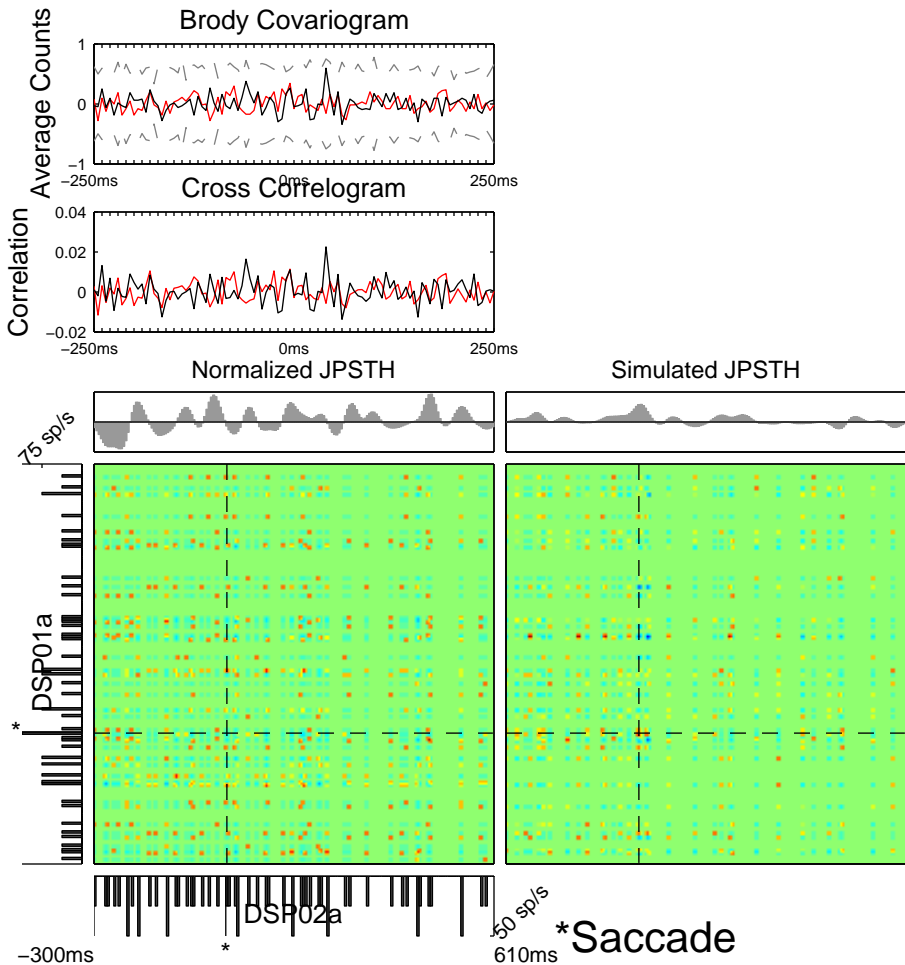 Brody Covariogram
Average Counts
1
0
−1
−250ms
0ms
250ms
Cross Correlogram
Correlation
0.04
0.02
0
−0.02
−250ms
0ms
250ms
Normalized JPSTH
Simulated JPSTH
75 sp/s
DSP01a
*
DSP02a
*
50 sp/s
−300ms
610ms
*Saccade